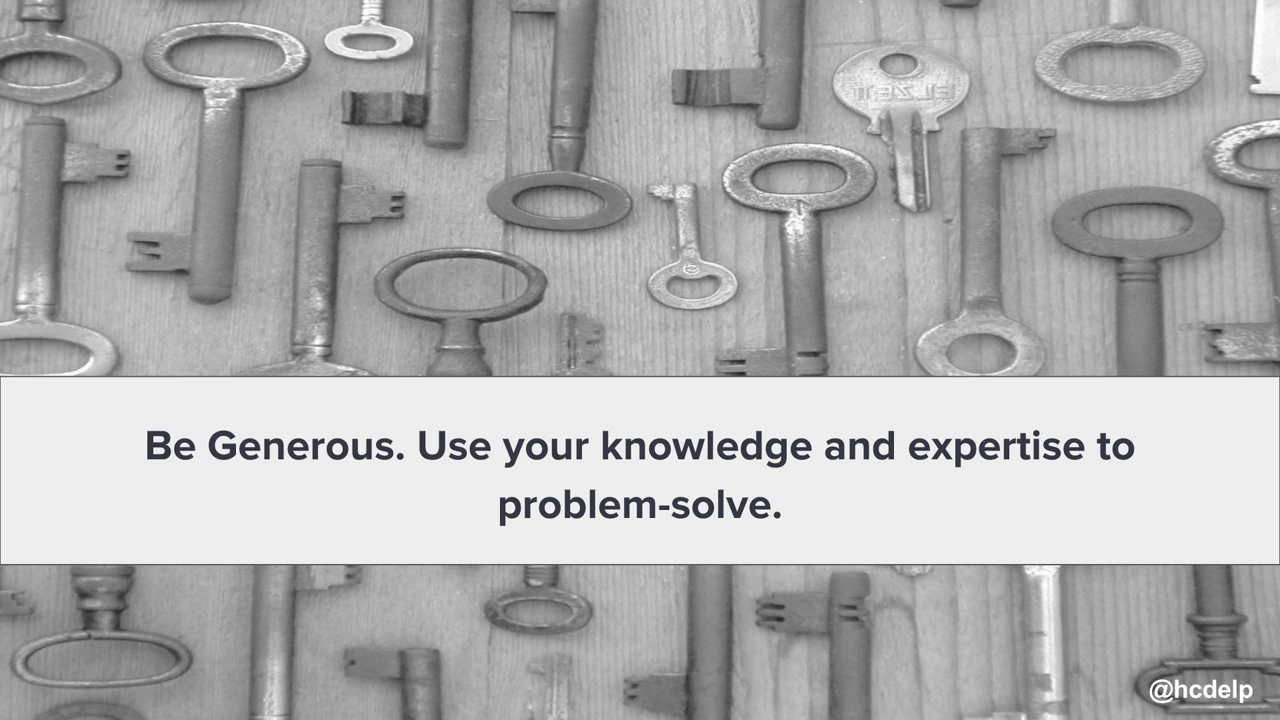 Be Generous. Use your knowledge and expertise to
problem-solve.
@hcdelp